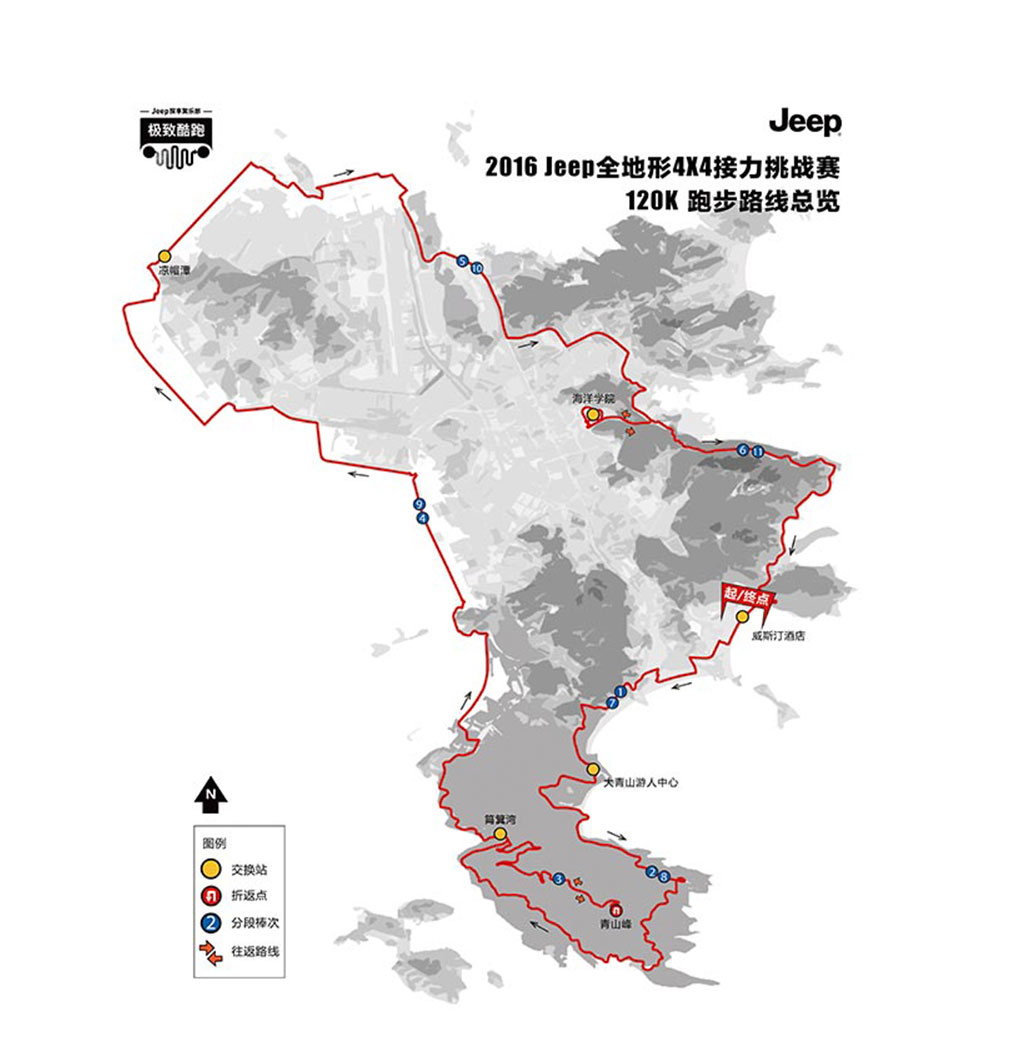 Jeep探享俱乐部
极致酷跑
Jeep
2016 Jeep全地形4X4接力挑战赛
120K 跑步路线总览
凉帽潭
5
10
海洋学院
6
11
9
4
起/终点
威斯汀酒店
1
7
大青山游人中心
筲箕湾
3
2
8
青山峰
N
图例
交换站
折返点
2
分段棒次
往返路线